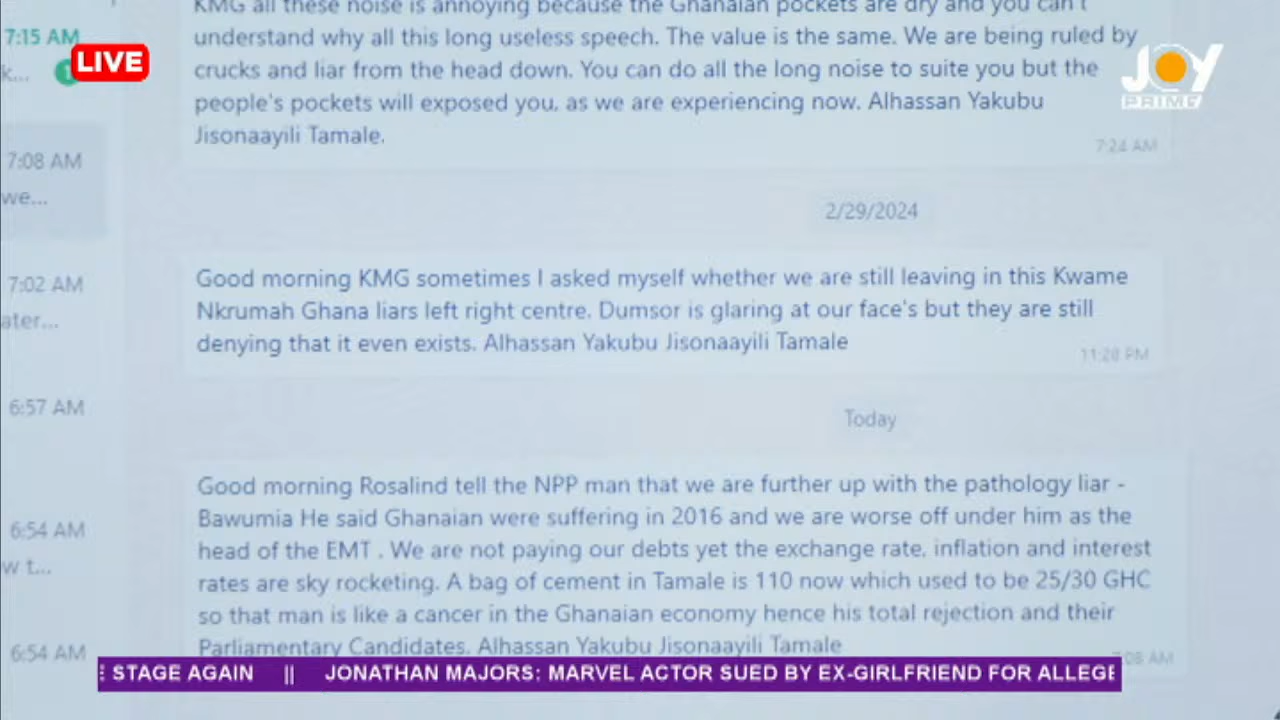 KMG all these noise is annoying because the Ghanaian pockets are dry and you can't
7:15 AM
LIVE
understand why all this long useless speech. The value is the same. We are being ruled by
JOY
PRIME
k...
crucks and liar from the head down. You can do all the long noise to suite you but the
people's pockets will exposed you, as we are experiencing now. Alhassan Yakubu
Jisonaayili Tamale.
7:24 AM
7:08 AM
we...
2/29/2024
7:02 AM
ater...
Good morning KMG sometimes I asked myself whether we are still leaving in this Kwame
Nkrumah Ghana liars left right centre. Dumsor is glaring at our face's but they are still
denying that it even exists. Alhassan Yakubu Jisonaayili Tamale
11:20 PM
6:57 AM
Today
Good morning Rosalind tell the NPP man that we are further up with the pathology liar -
Bawumia He said Ghanaian were suffering in 2016 and we are worse off under him as the
6:54 AM
head of the EMT . We are not paying our debts yet the exchange rate, inflation and interest
w t...
rates are sky rocketing. A bag of cement in Tamale is 110 now which used to be 25/30 GHC
so that man is like a cancer in the Ghanaian economy hence his total rejection and their
Parliamentary Candidates. Alhassan Yakubu Jisonaayili Tamale
6:54 AM
:08 AM
STAGE AGAIN || JONATHAN MAJORS: MARVEL ACTOR SUED BY EX-GIRLFRIEND FOR ALLEGE